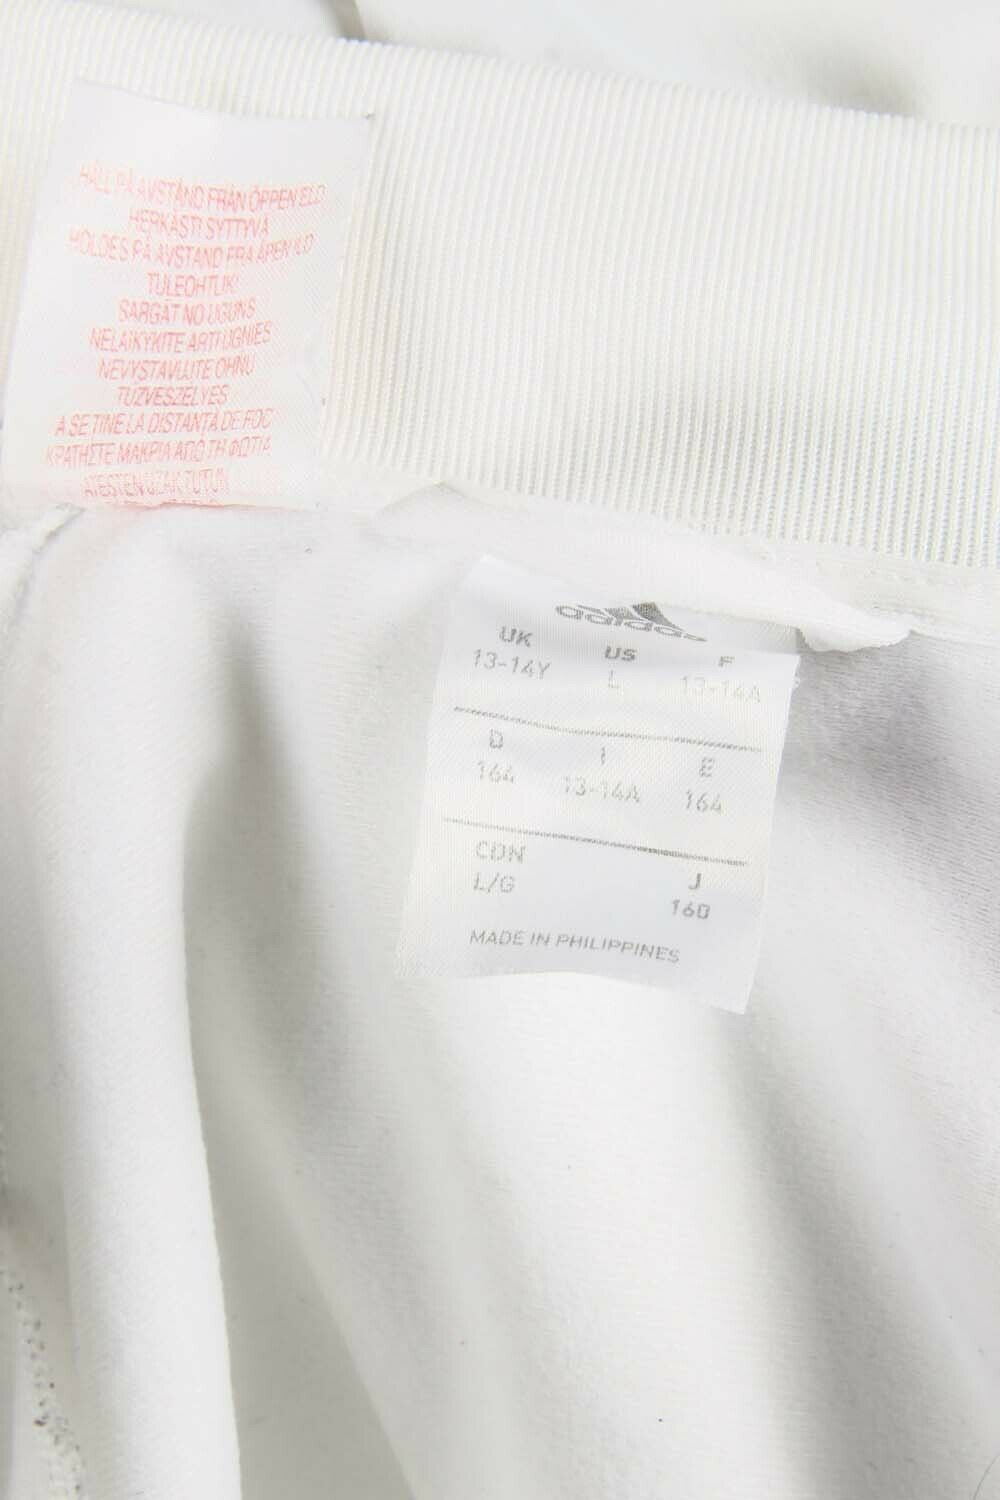 HÅLL PÅ AVSTÅND FRÅN ÖPPEN ELD
HERKÄSTI SYTTYVÄ
HOLDES PÅ AVSTAND FRA ÅPEN ILD
TULEOHTLIK!
SARGĀT NO UGUNS
NELAIKYKITE ARTI UGNIES
NEVYSTAVUJTE OHNU
TŰZVESZÉLYES
A SE TINE LA DISTANTĂ DE FOC
ΚΡΑΤΗΣΤΕ ΜΑΚΡΙΑ ΑΠΟ ΤΗ ΦΩΤΙΑ
ATEŞTEN UZAK TUTUN
adidas
UK US F
13-14Y L 13-14A
D I E
164 13-14A 164
CDN J
L/G 160
MADE IN PHILIPPINES